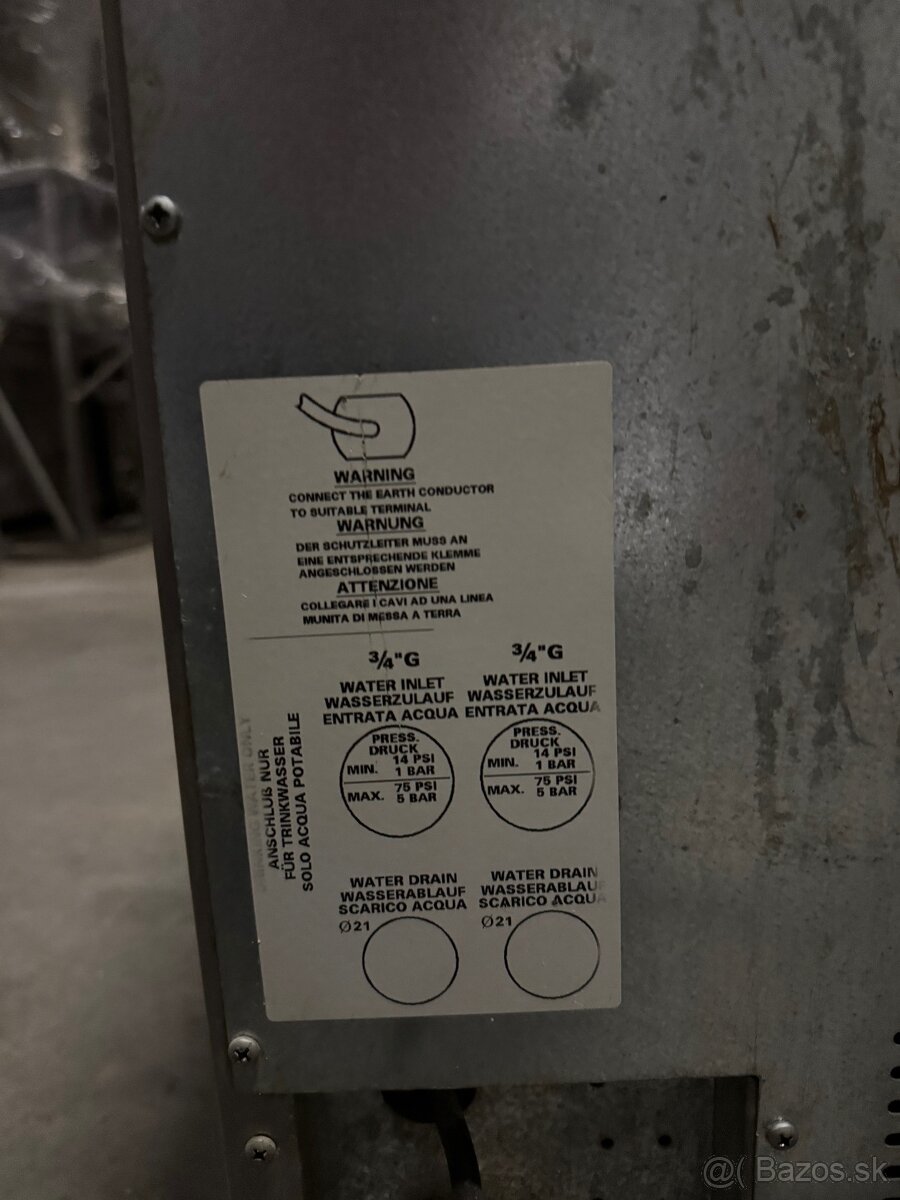 WARNING
CONNECT THE EARTH CONDUCTOR
TO SUITABLE TERMINAL
WARNUNG
DER SCHUTZLEITER MUSS AN
EINE ENTSPRECHENDE KLEMME
ANGESCHLOSSEN WERDEN
ATTENZIONE
COLLEGARE I CAVI AD UNA LINEA
MUNITA DI MESSA A TERRA
3/4"G
WATER INLET
WASSERZULAUF
ENTRATA ACQUA
PRESS.
DRUCK
MIN. 14 PSI
1 BAR
MAX. 75 PSI
5 BAR
3/4"G
WATER INLET
WASSERZULAUF
ENTRATA ACQUA
PRESS.
DRUCK
MIN. 14 PSI
1 BAR
MAX. 75 PSI
5 BAR
WATER ONLY
ANSCHLUß NUR
FÜR TRINKWASSER
SOLO ACQUA POTABILE
WATER DRAIN
WASSERABLAUF
SCARICO ACQUA
Ø21
WATER DRAIN
WASSERABLAUF
SCARICO ACQUA
Ø21
@( Bazos.sk